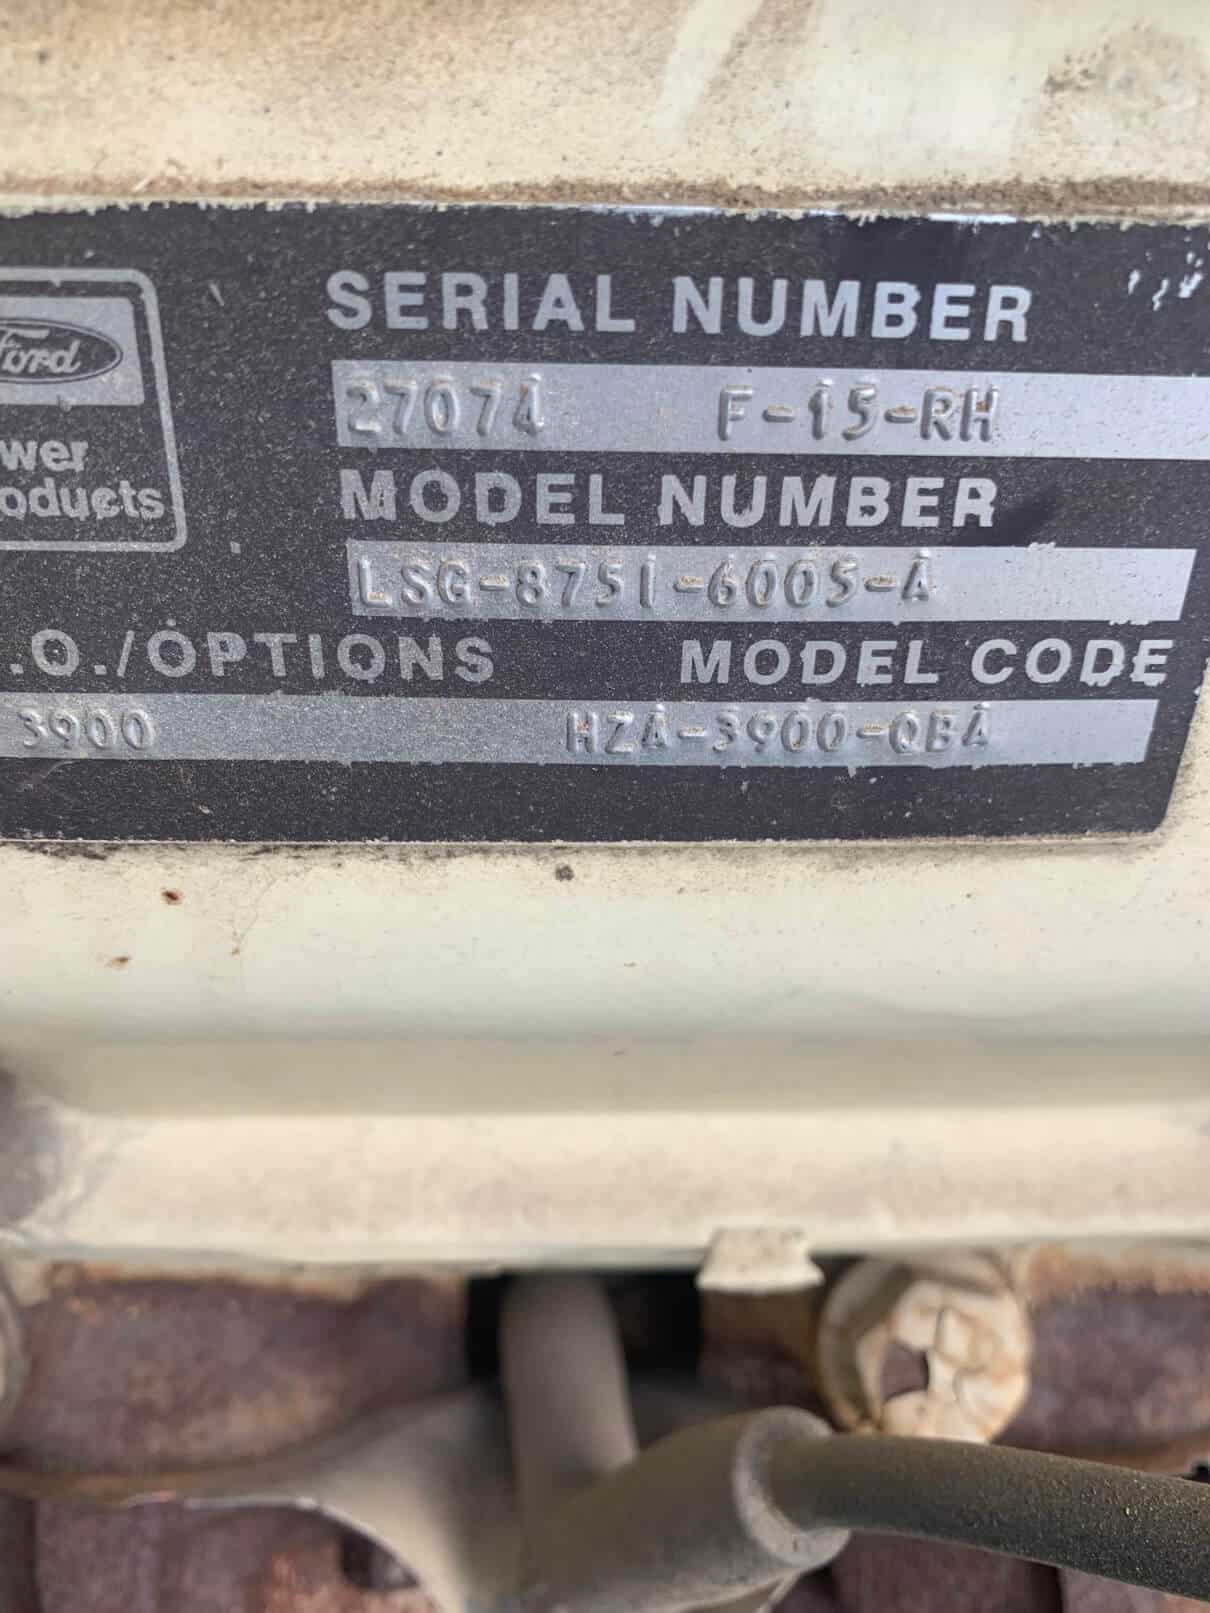 SERIAL NUMBER
Ford
27074 F-15-RH
wer
oducts
MODEL NUMBER
LSG-8751-6005-A
.Q./OPTIONS MODEL CODE
3900 HZA-3900-QBA